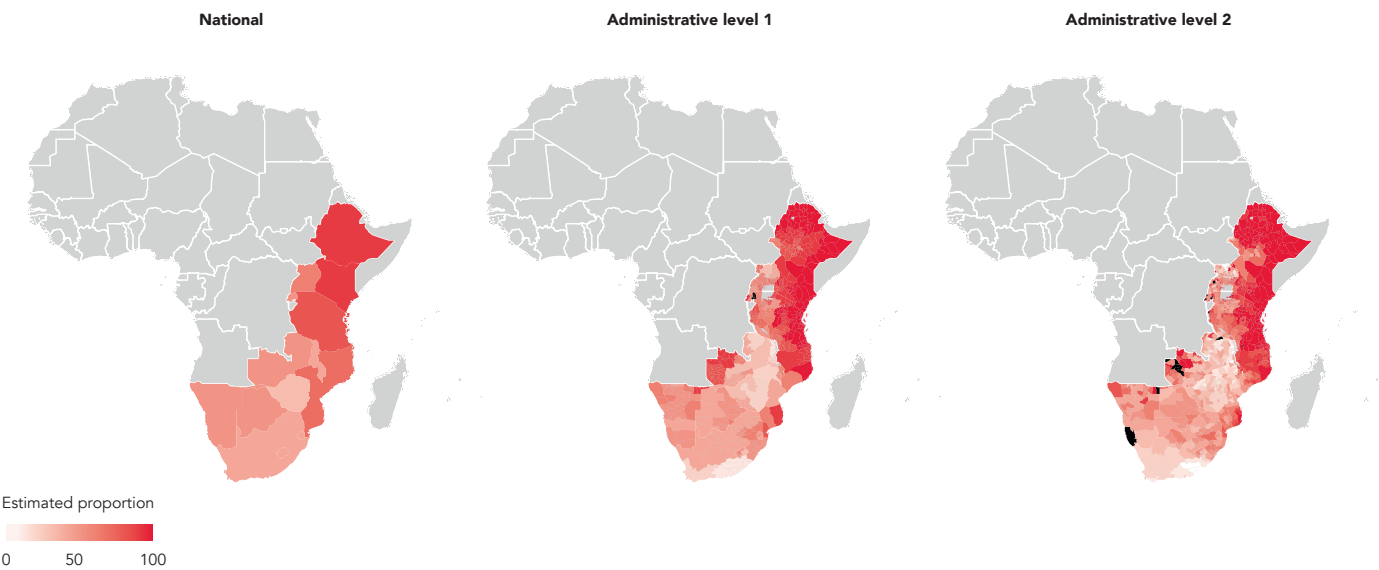 National
Administrative level 1
Administrative level 2
Estimated proportion
0
50
100